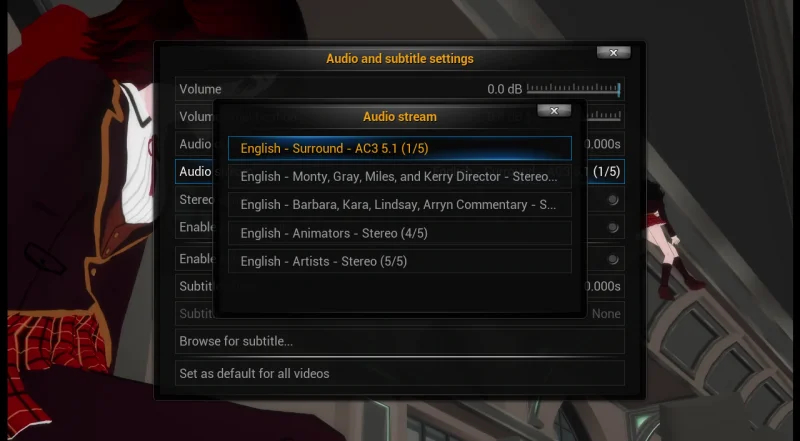 Audio and subtitle settings
Volume 0.0 dB
Audio stream
English - Surround - AC3 5.1 (1/5)
English - Monty, Gray, Miles, and Kerry Director - Stereo...
English - Barbara, Kara, Lindsay, Arryn Commentary - S...
English - Animators - Stereo (4/5)
English - Artists - Stereo (5/5)
Volum
Audio 0.000s
Audio (1/5)
Stereo
Enable
Enable
Subtitl 0.000s
Subtit None
Browse for subtitle...
Set as default for all videos